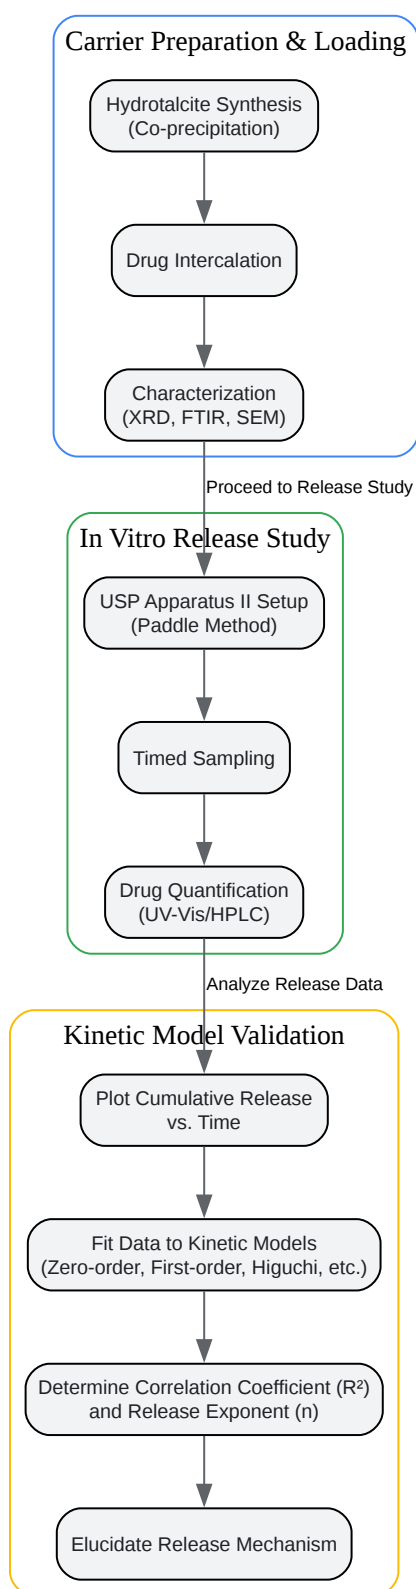 Carrier Preparation & Loading
Hydrotalcite Synthesis
(Co-precipitation)
Drug Intercalation
Characterization
(XRD, FTIR, SEM)
Proceed to Release Study
In Vitro Release Study
USP Apparatus II Setup
(Paddle Method)
Timed Sampling
Drug Quantification
(UV-Vis/HPLC)
Analyze Release Data
Kinetic Model Validation
Plot Cumulative Release
vs. Time
Fit Data to Kinetic Models
(Zero-order, First-order, Higuchi, etc.)
Determine Correlation Coefficient (R²)
and Release Exponent (n)
Elucidate Release Mechanism